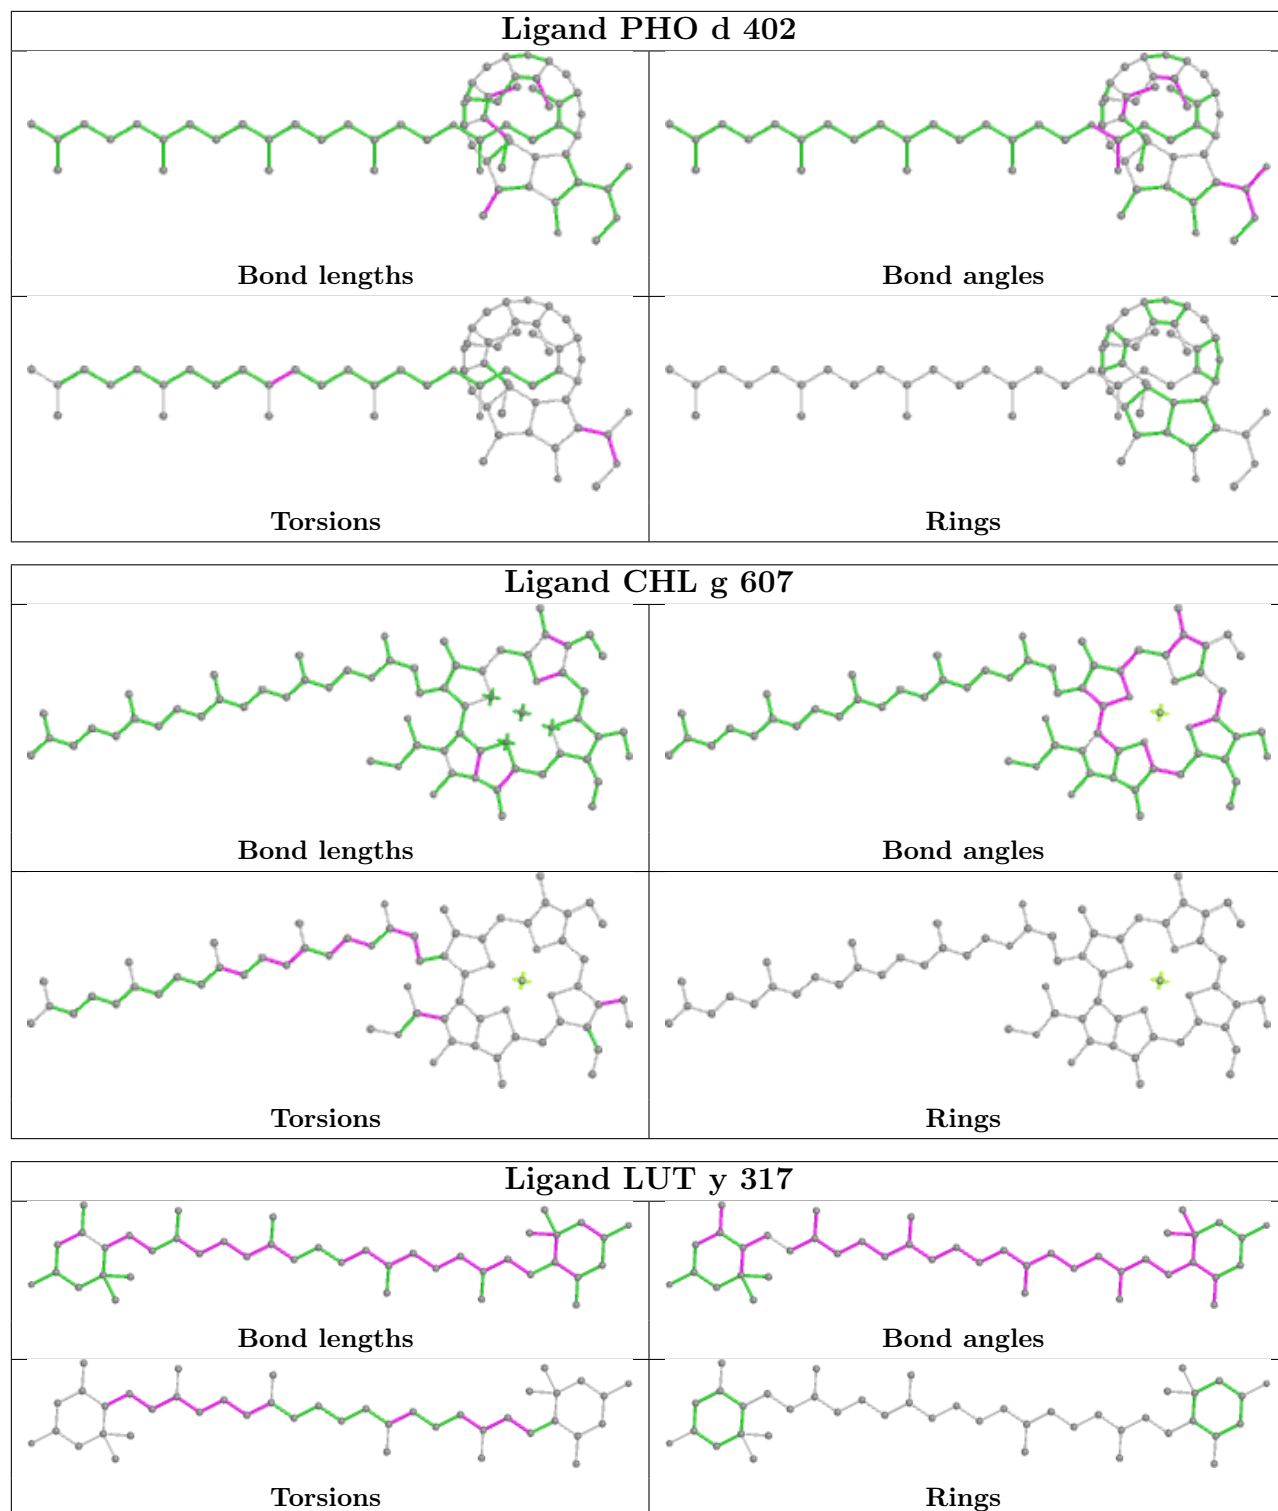 Ligand PHO d 402
Bond lengths
Bond angles
Torsions
Rings
Ligand CHL g 607
Bond lengths
Bond angles
Torsions
Rings
Ligand LUT y 317
Bond lengths
Bond angles
Torsions
Rings